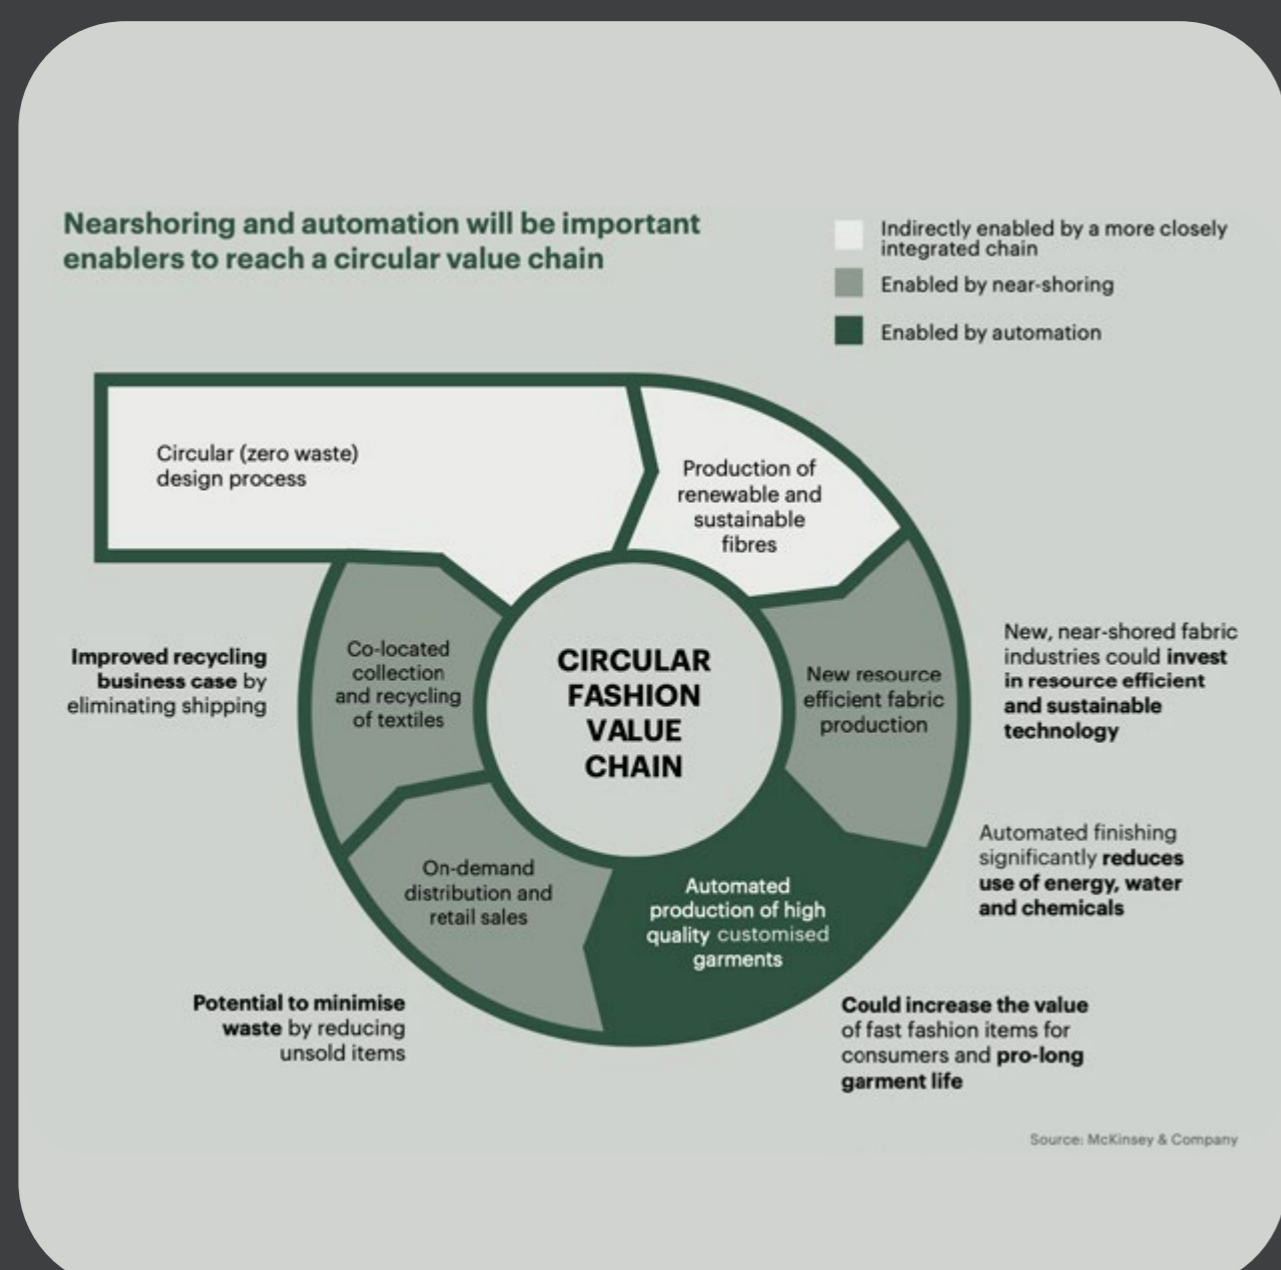 Nearshoring and automation will be important
enablers to reach a circular value chain
Indirectly enabled by a more closely
integrated chain
Enabled by near-shoring
Enabled by automation
Circular (zero waste)
design process
Production of
renewable and
sustainable
fibres
New resource
efficient fabric
production
New, near-shored fabric
industries could invest
in resource efficient
and sustainable
technology
Automated finishing
significantly reduces
use of energy, water
and chemicals
Automated
production of high
quality customised
garments
Could increase the value
of fast fashion items for
consumers and pro-long
garment life
On-demand
distribution and
retail sales
Potential to minimise
waste by reducing
unsold items
Co-located
collection
and recycling
of textiles
Improved recycling
business case by
eliminating shipping
CIRCULAR
FASHION
VALUE
CHAIN
Source: McKinsey & Company